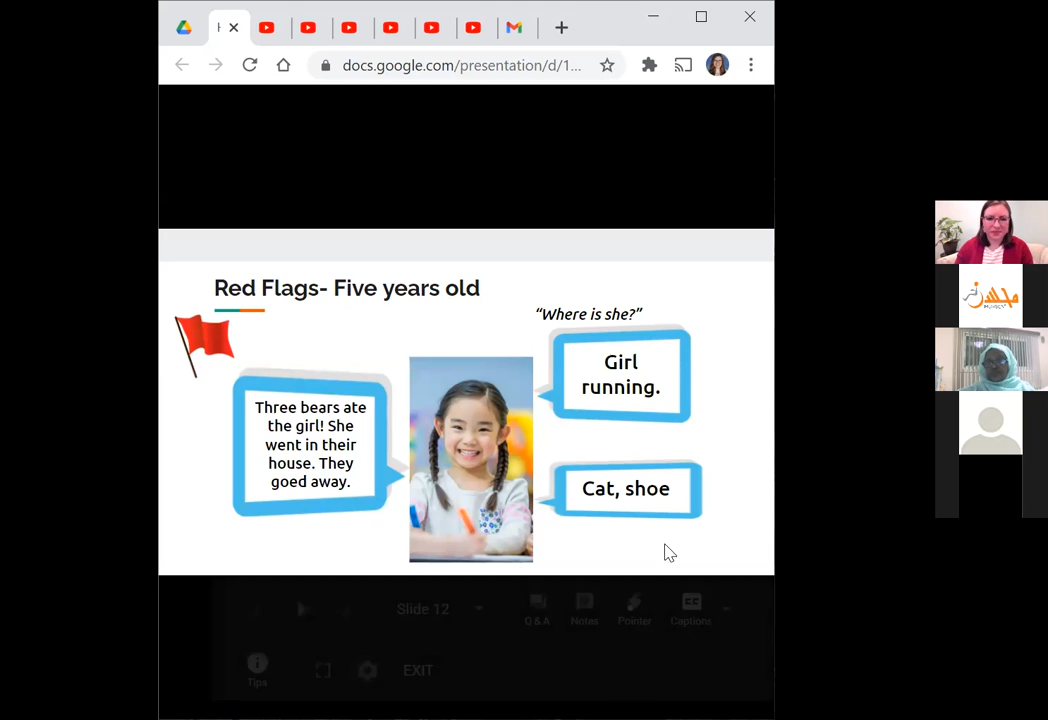 docs.google.com/presentation/d/1...
Red Flags- Five years old
“Where is she?”
Girl
running.
Three bears ate
the girl! She
went in their
house. They
goed away.
Cat, shoe
Slide 12
Q & A
Notes
Pointer
Captions
Tips
EXIT